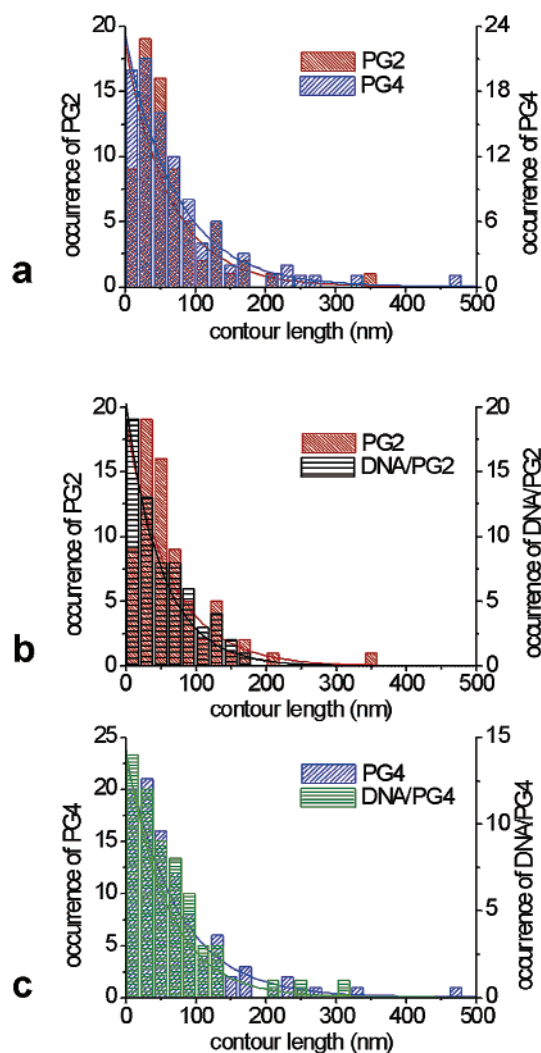 20
15
10
5
0
24
18
12
6
0
PG2
PG4
occurrence of PG2
occurrence of PG4
0 100 200 300 400 500
contour length (nm)
a
20
15
10
5
0
20
15
10
5
0
PG2
DNA/PG2
occurrence of PG2
occurrence of DNA/PG2
0 100 200 300 400 500
contour length (nm)
b
25
20
15
10
5
0
15
10
5
0
PG4
DNA/PG4
occurrence of PG4
occurrence of DNA/PG4
0 100 200 300 400 500
contour length (nm)
c